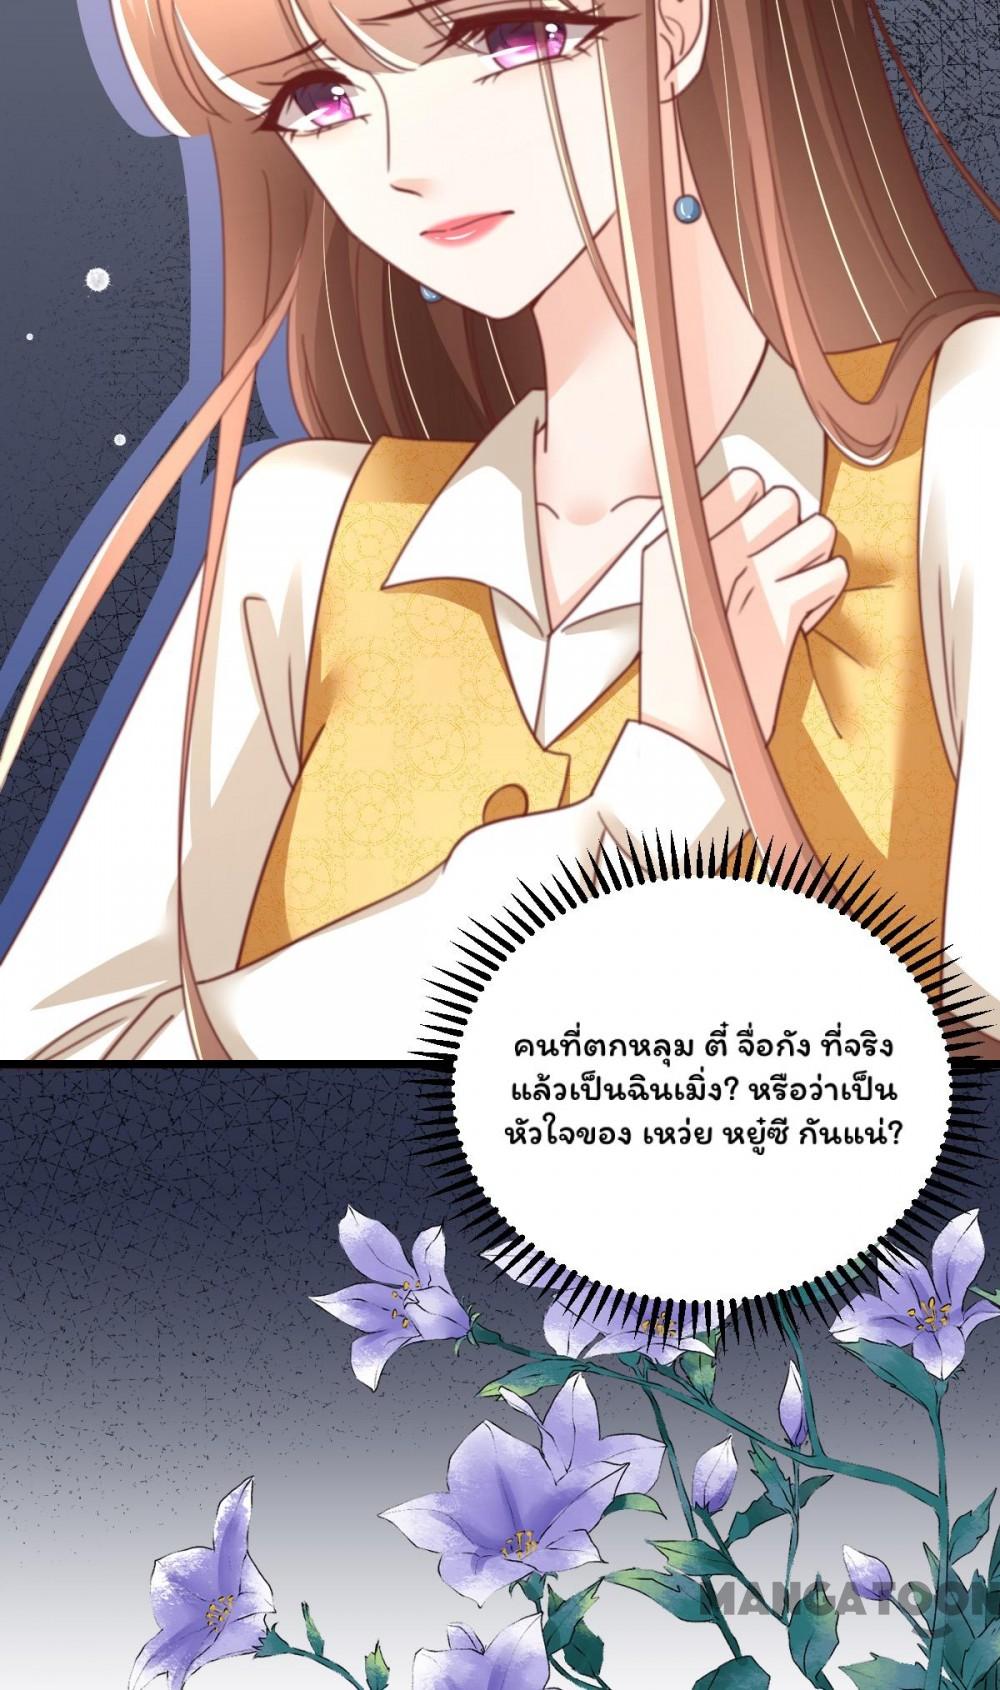 คนที่ตกหลุม ตี๋ จื่อกัง ที่จริง
แล้วเป็นฉินเมิ่ง? หรือว่าเป็น
หัวใจของ เหว่ย หยู๋ซี กันแน่?
MANGATOON